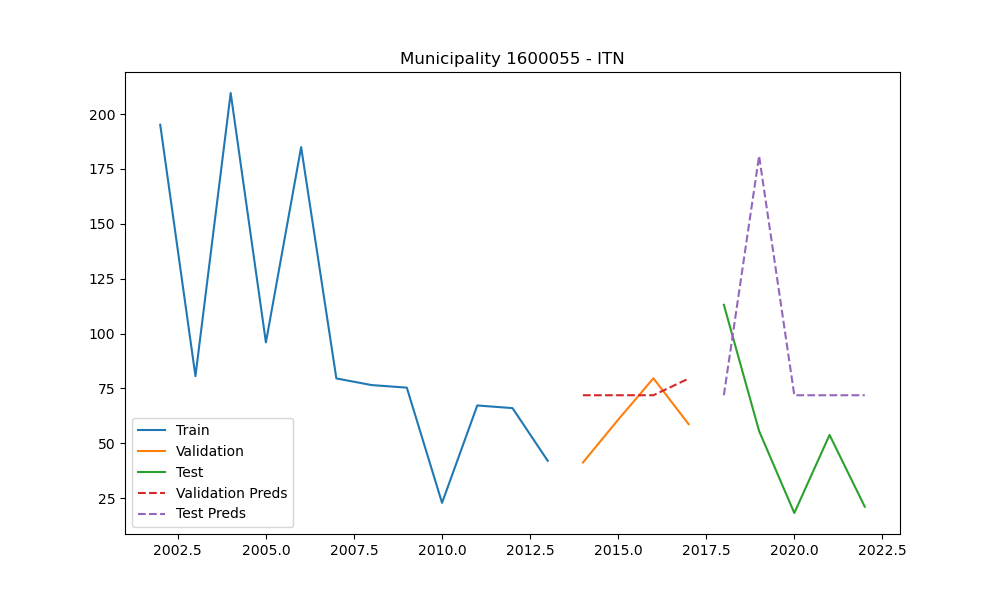 Municipality 1600055 - ITN
200
175
150
125
100
75
50
25
Train
Validation
Test
Validation Preds
Test Preds
2002.5 2005.0 2007.5 2010.0 2012.5 2015.0 2017.5 2020.0 2022.5